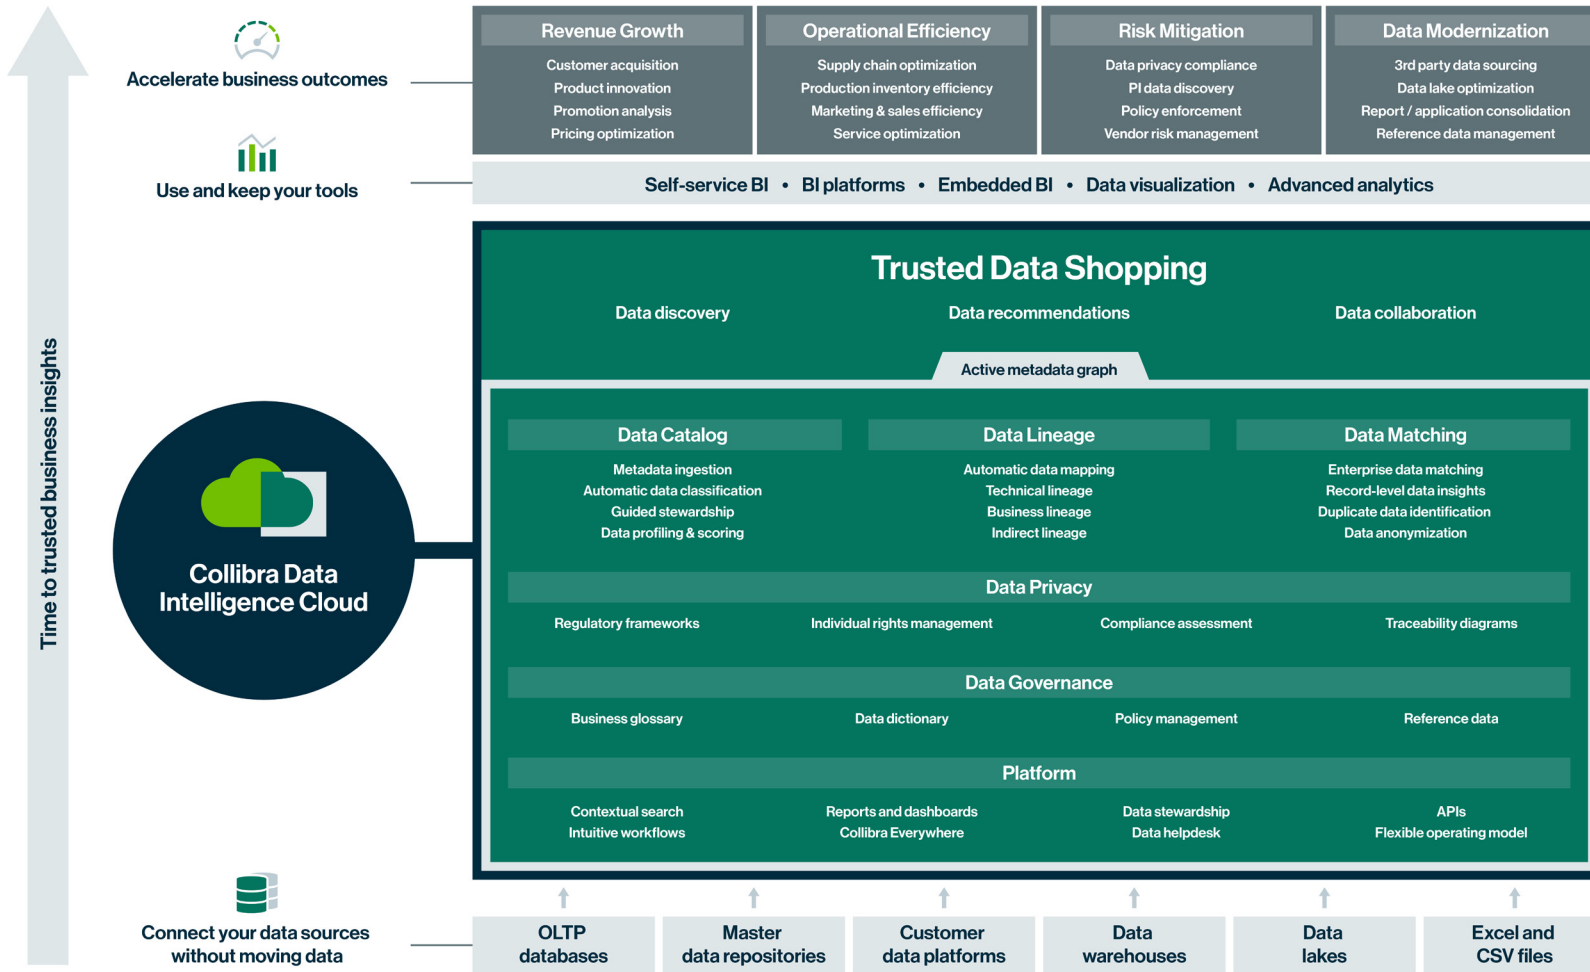 Time to trusted business insights
Accelerate business outcomes
Revenue Growth
Customer acquisition
Product innovation
Promotion analysis
Pricing optimization
Operational Efficiency
Supply chain optimization
Production inventory efficiency
Marketing & sales efficiency
Service optimization
Risk Mitigation
Data privacy compliance
PI data discovery
Policy enforcement
Vendor risk management
Data Modernization
3rd party data sourcing
Data lake optimization
Report / application consolidation
Reference data management
Use and keep your tools
Self-service BI • BI platforms • Embedded BI • Data visualization • Advanced analytics
Collibra Data
Intelligence Cloud
Trusted Data Shopping
Data discovery
Data recommendations
Data collaboration
Active metadata graph
Data Catalog
Metadata ingestion
Automatic data classification
Guided stewardship
Data profiling & scoring
Data Lineage
Automatic data mapping
Technical lineage
Business lineage
Indirect lineage
Data Matching
Enterprise data matching
Record-level data insights
Duplicate data identification
Data anonymization
Data Privacy
Regulatory frameworks
Individual rights management
Compliance assessment
Traceability diagrams
Data Governance
Business glossary
Data dictionary
Policy management
Reference data
Platform
Contextual search
Intuitive workflows
Reports and dashboards
Collibra Everywhere
Data stewardship
Data helpdesk
APIs
Flexible operating model
Connect your data sources
without moving data
OLTP
databases
Master
data repositories
Customer
data platforms
Data
warehouses
Data
lakes
Excel and
CSV files